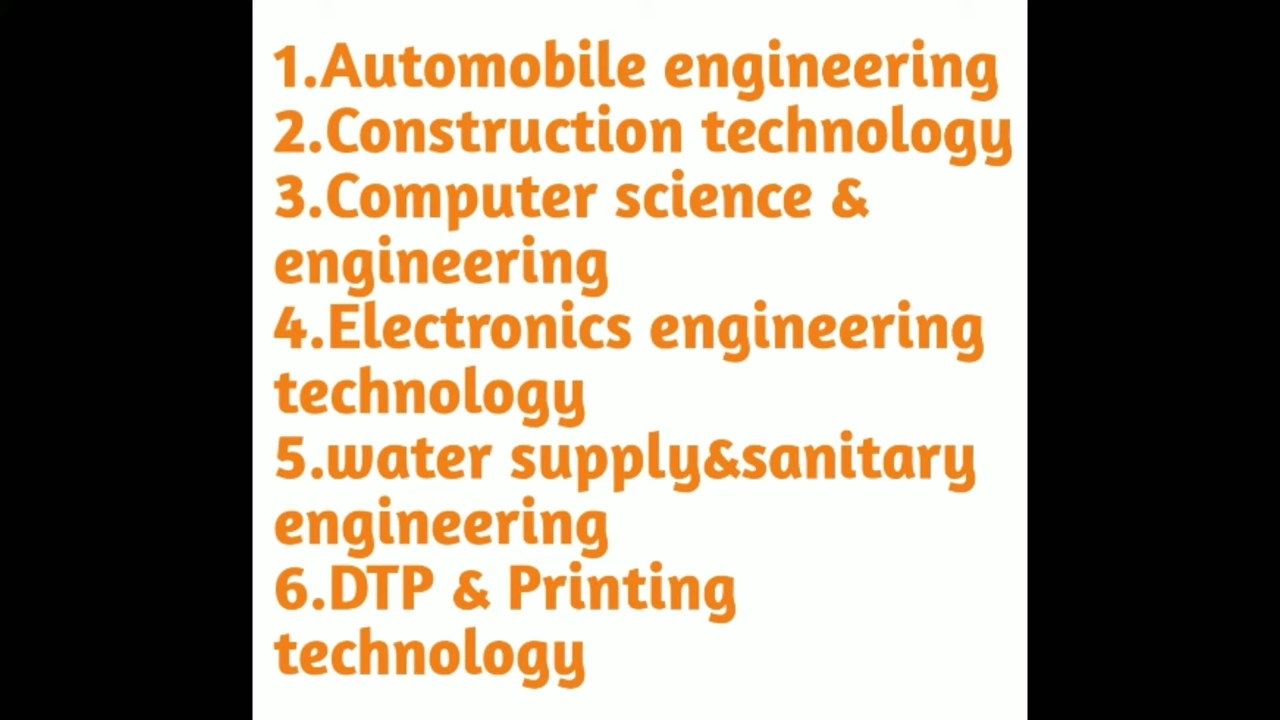 1.Automobile engineering
2.Construction technology
3.Computer science &
engineering
4.Electronics engineering
technology
5.water supply&sanitary
engineering
6.DTP & Printing
technology